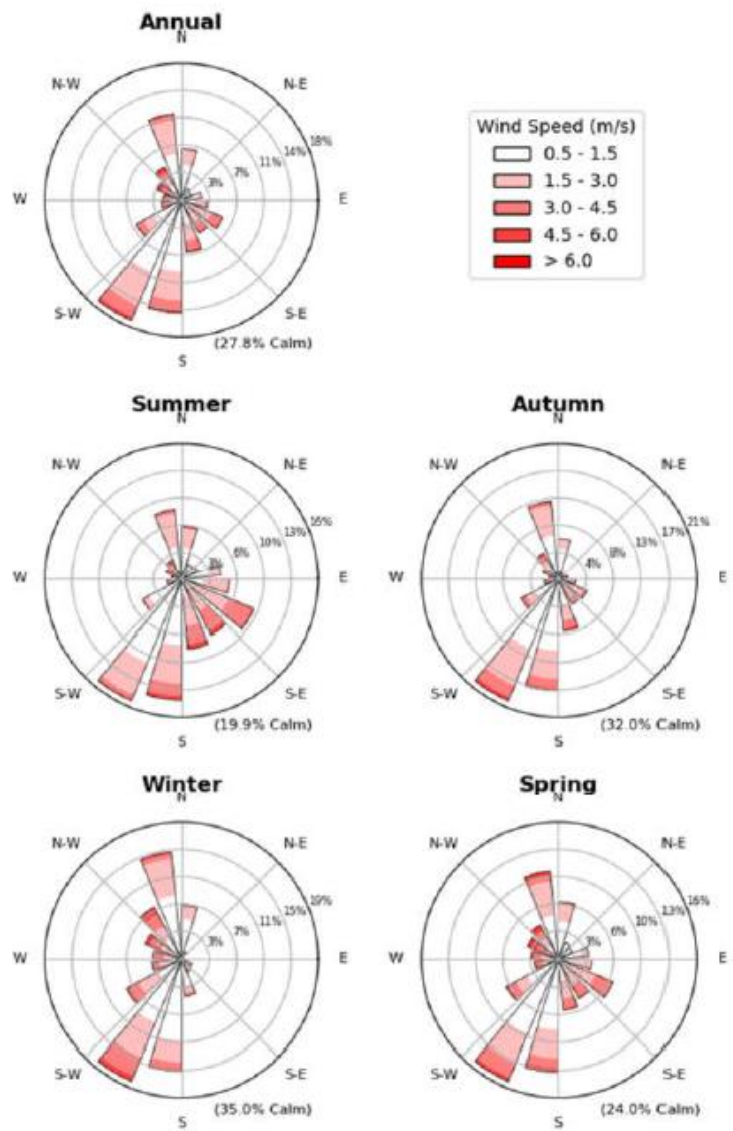 Annual
N
N-W
N-E
18%
14%
11%
7%
3%
W
E
S-W
S-E
(27.8% Calm)
S
Wind Speed (m/s)
0.5 - 1.5
1.5 - 3.0
3.0 - 4.5
4.5 - 6.0
> 6.0
Summer
N
N-W
N-E
16%
13%
10%
6%
3%
W
E
S-W
S-E
(19.9% Calm)
S
Autumn
N
N-W
N-E
21%
17%
13%
8%
4%
W
E
S-W
S-E
(32.0% Calm)
S
Winter
N
N-W
N-E
19%
15%
11%
7%
3%
W
E
S-W
S-E
(35.0% Calm)
S
Spring
N
N-W
N-E
16%
13%
10%
6%
3%
W
E
S-W
S-E
(24.0% Calm)
S